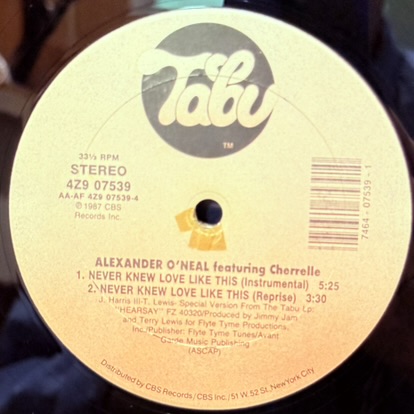 Tabu
TM
33⅓ RPM
STEREO
4Z9 07539
AA-AF 4Z9 07539-4
© 1987 CBS
Records Inc.
7464-07539-1
ALEXANDER O'NEAL featuring Cherrelle
1. NEVER KNEW LOVE LIKE THIS (Instrumental) 5:25
2. NEVER KNEW LOVE LIKE THIS (Reprise) 3:30
J. Harris III-T. Lewis- Special Version From The Tabu Lp:
"HEARSAY" FZ 40320/Produced by Jimmy Jam
and Terry Lewis for Flyte Tyme Productions,
Inc./Publisher: Flyte Tyme Tunes/Avant
Garde Music Publishing
(ASCAP)
Distributed by CBS Records/CBS Inc./51 W. 52 St. New York City